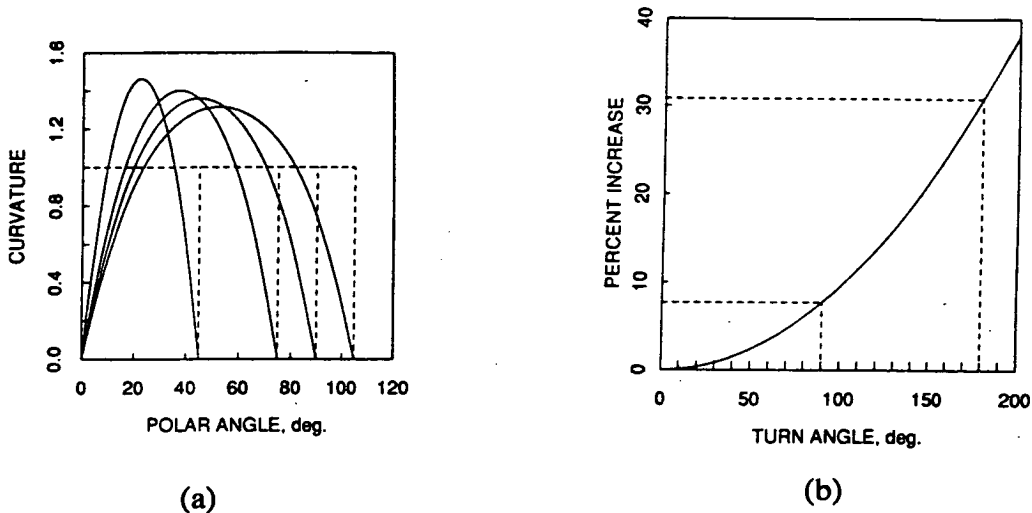 CURVATURE
1.6
1.2
0.8
0.4
0.0
0 20 40 60 80 100 120
POLAR ANGLE, deg.
(a)
PERCENT INCREASE
40
30
20
10
0
0 50 100 150 200
TURN ANGLE, deg.
(b)